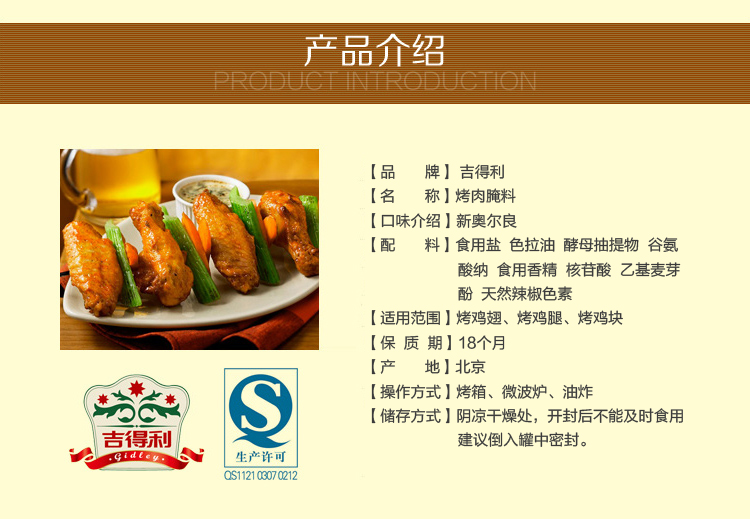 产品介绍
PRODUCT INTRODUCTION
【品牌】吉得利
【名称】烤肉腌料
【口味介绍】新奥尔良
【配料】食用盐 色拉油 酵母抽提物 谷氨
酸纳 食用香精 核苷酸 乙基麦芽
酚 天然辣椒色素
【适用范围】烤鸡翅、烤鸡腿、烤鸡块
【保质期】18个月
【产地】北京
【操作方式】烤箱、微波炉、油炸
【储存方式】阴凉干燥处，开封后不能及时食用
建议倒入罐中密封。
吉得利
Gidley
生产许可
QS1121 0307 0212